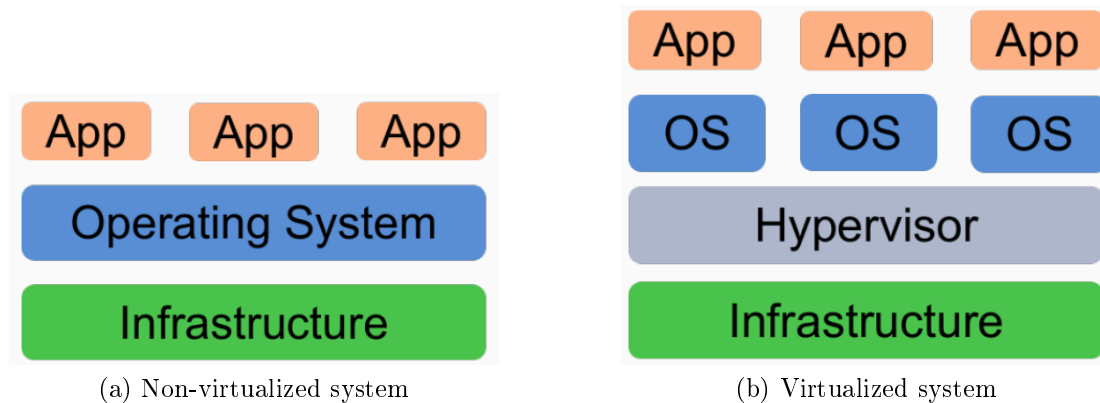 App App App
Operating System
Infrastructure
(a) Non-virtualized system
App App App
OS OS OS
Hypervisor
Infrastructure
(b) Virtualized system